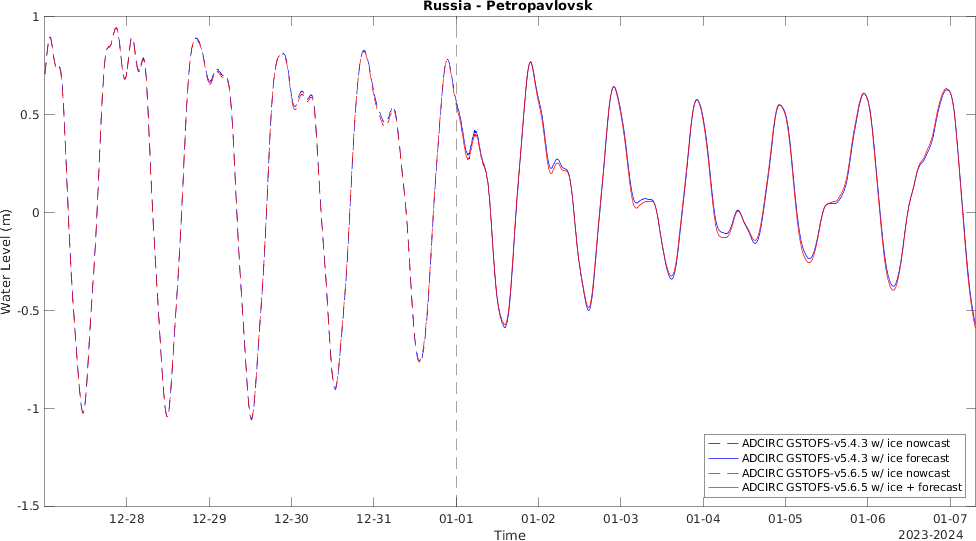 Russia - Petropavlovsk
1
0.5
0
-0.5
-1
-1.5
Water Level (m)
ADCIRC GSTOFS-v5.4.3 w/ ice nowcast
ADCIRC GSTOFS-v5.4.3 w/ ice forecast
ADCIRC GSTOFS-v5.6.5 w/ ice nowcast
ADCIRC GSTOFS-v5.6.5 w/ ice + forecast
12-28 12-29 12-30 12-31 01-01 01-02 01-03 01-04 01-05 01-06 01-07
Time
2023-2024